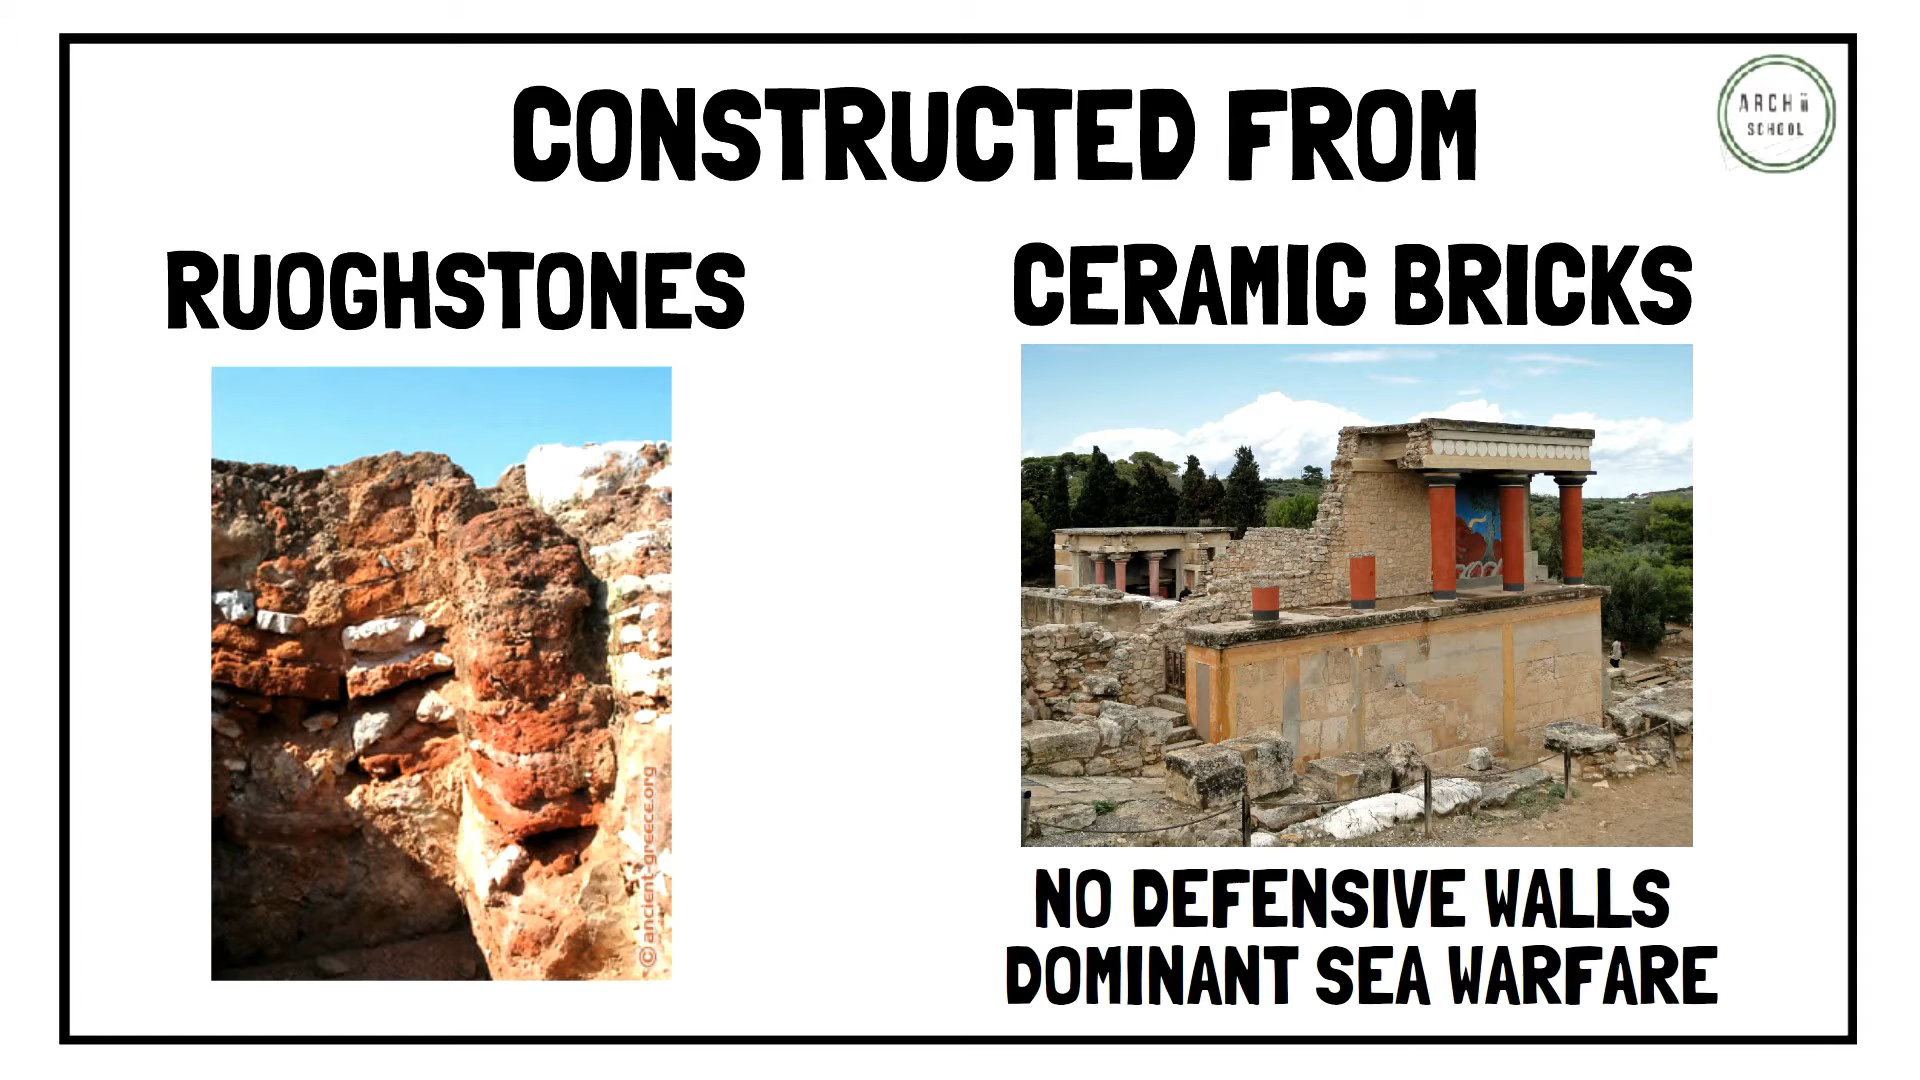 CONSTRUCTED FROM
ARCH
SCHOOL
RUOGHSTONES
CERAMIC BRICKS
©ancient-greece.org
NO DEFENSIVE WALLS
DOMINANT SEA WARFARE